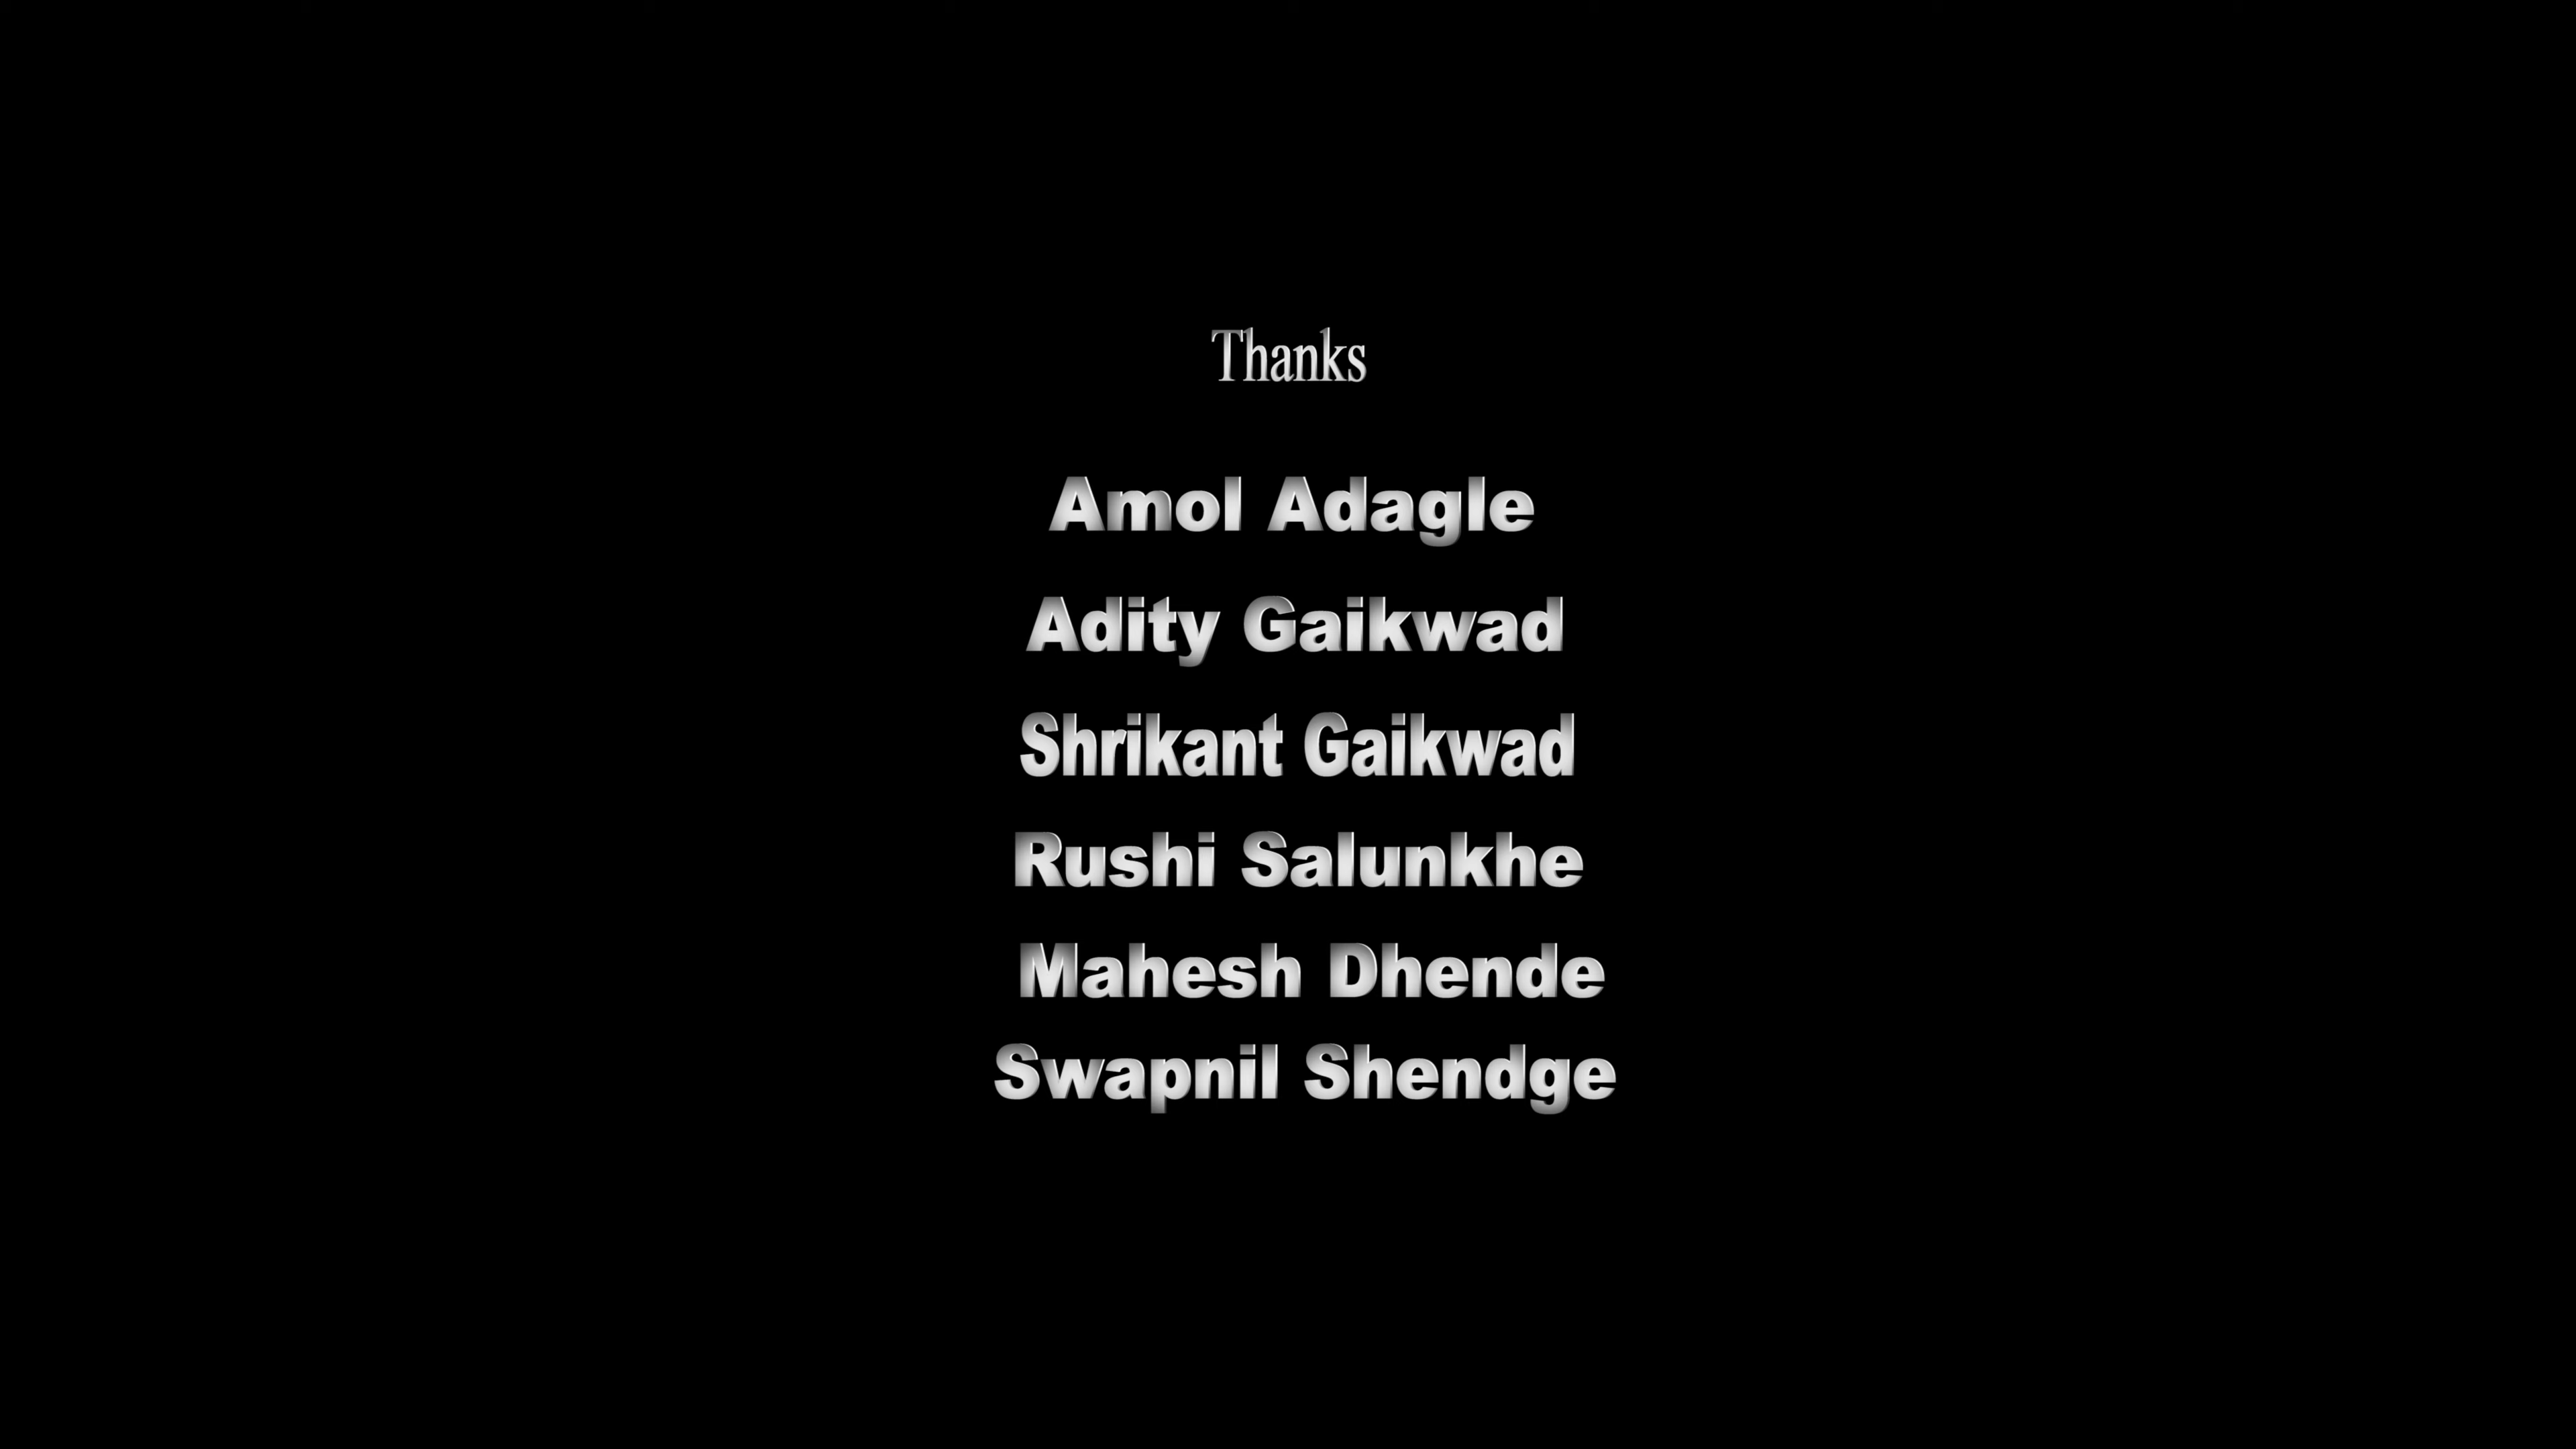 Thanks
Amol Adagle
Adity Gaikwad
Shrikant Gaikwad
Rushi Salunkhe
Mahesh Dhende
Swapnil Shendge